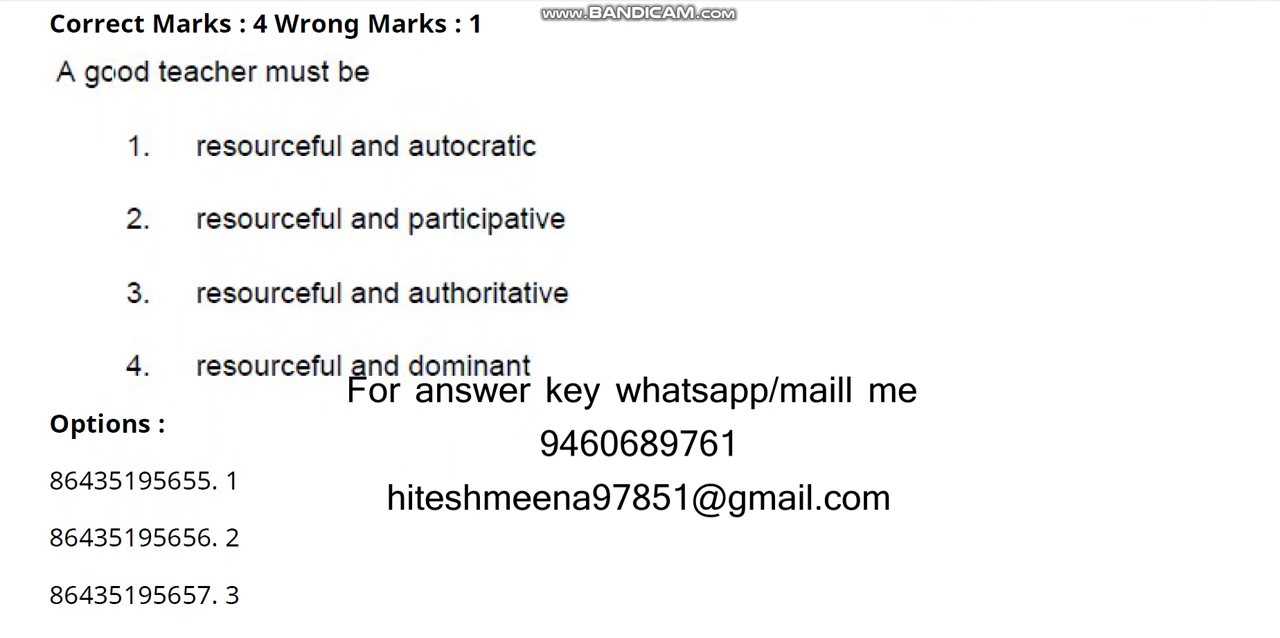 www.BANDICAM.com
Correct Marks : 4 Wrong Marks : 1
A good teacher must be
1. resourceful and autocratic
2. resourceful and participative
3. resourceful and authoritative
4. resourceful and dominant
For answer key whatsapp/maill me
Options :
9460689761
86435195655. 1
hiteshmeena97851@gmail.com
86435195656. 2
86435195657. 3